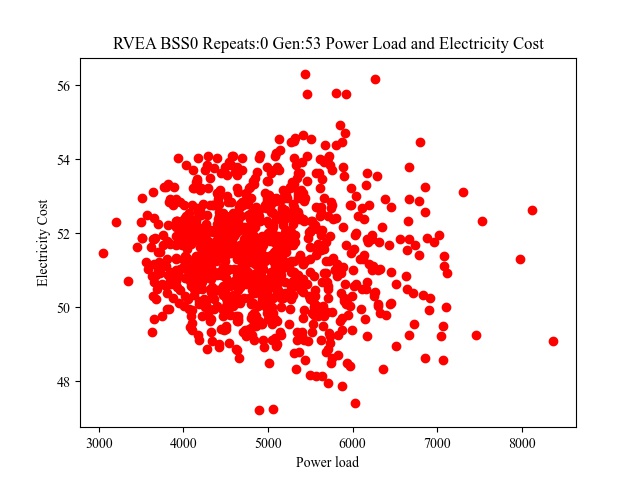 RVEA BSS0 Repeats:0 Gen:53 Power Load and Electricity Cost
56
54
52
50
48
Electricity Cost
3000 4000 5000 6000 7000 8000
Power load